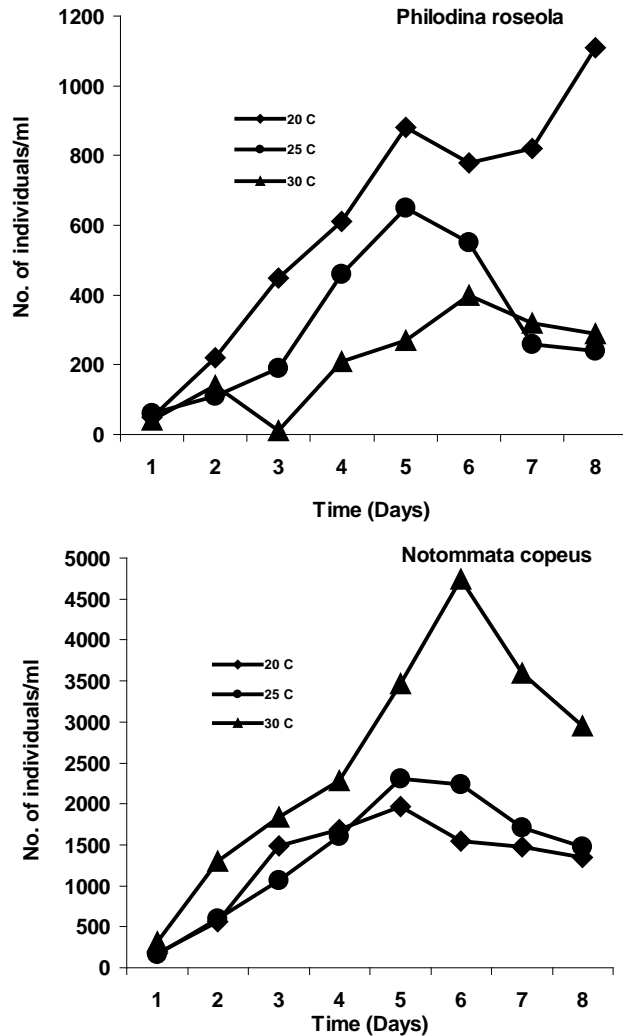 Philodina roseola
1200
1000
800
600
400
200
0
No. of individuals/ml
20 C
25 C
30 C
1 2 3 4 5 6 7 8
Time (Days)
Notommata copeus
5000
4500
4000
3500
3000
2500
2000
1500
1000
500
0
No. of individuals/ml
20 C
25 C
30 C
1 2 3 4 5 6 7 8
Time (Days)